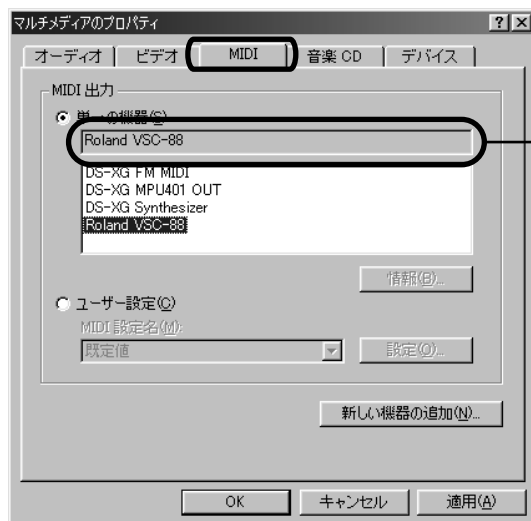 マルチメディアのプロパティ
オーディオ ビデオ MIDI 音楽 CD デバイス
MIDI 出力
単一の機器(S)
Roland VSC-88
DS-XG FM MIDI
DS-XG MPU401 OUT
DS-XG Synthesizer
Roland VSC-88
情報(B)...
ユーザー設定(C)
MIDI 設定名(M):
既定値
設定(O)...
新しい機器の追加(N)...
OK キャンセル 適用(A)